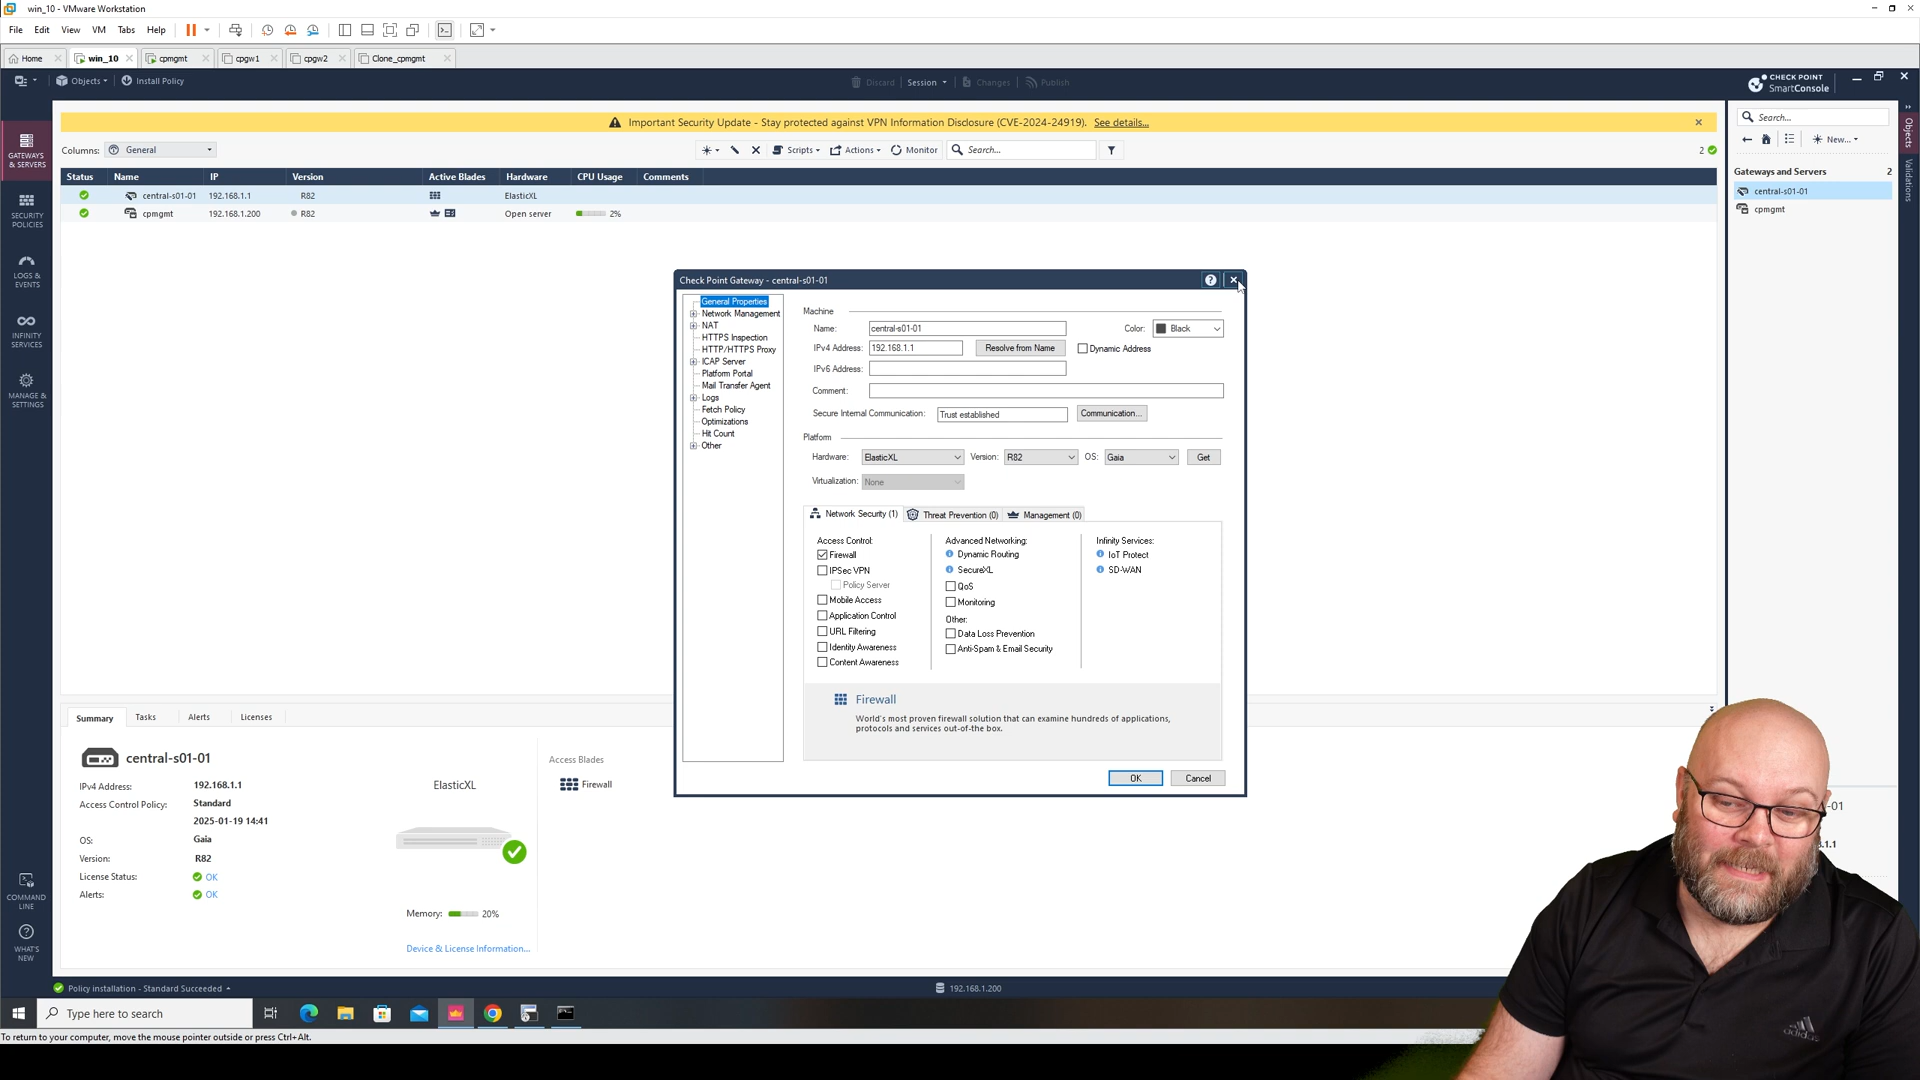 win_10 - VMware Workstation
File Edit View VM Tabs Help
Home win_10 cpmgmt cpgw1 cpgw2 Clone_cpmgmt
Objects Install Policy Discard Session Changes Publish CHECK POINT SmartConsole
GATEWAYS & SERVERS
SECURITY POLICIES
LOGS & EVENTS
INFINITY SERVICES
MANAGE & SETTINGS
COMMAND LINE
WHAT'S NEW
Important Security Update - Stay protected against VPN Information Disclosure (CVE-2024-24919). See details...
Columns: General Scripts Actions Monitor Search... 2
Status Name IP Version Active Blades Hardware CPU Usage Comments
central-s01-01 192.168.1.1 R82 ElasticXL
cpmgmt 192.168.1.200 R82 Open server 2%
Search...
New...
Gateways and Servers 2
central-s01-01
cpmgmt
Objects
Validations
Check Point Gateway - central-s01-01
General Properties
Network Management
NAT
HTTPS Inspection
HTTP/HTTPS Proxy
ICAP Server
Platform Portal
Mail Transfer Agent
Logs
Fetch Policy
Optimizations
Hit Count
Other
Machine
Name: central-s01-01 Color: Black
IPv4 Address: 192.168.1.1 Resolve from Name Dynamic Address
IPv6 Address:
Comment:
Secure Internal Communication: Trust established Communication...
Platform
Hardware: ElasticXL Version: R82 OS: Gaia Get
Virtualization: None
Network Security (1) Threat Prevention (0) Management (0)
Access Control:
Firewall
IPSec VPN
Policy Server
Mobile Access
Application Control
URL Filtering
Identity Awareness
Content Awareness
Advanced Networking:
Dynamic Routing
SecureXL
QoS
Monitoring
Other:
Data Loss Prevention
Anti-Spam & Email Security
Infinity Services:
IoT Protect
SD-WAN
Firewall
World's most proven firewall solution that can examine hundreds of applications,
protocols and services out-of-the box.
OK Cancel
Summary Tasks Alerts Licenses
central-s01-01
IPv4 Address: 192.168.1.1
Access Control Policy: Standard
2025-01-19 14:41
OS: Gaia
Version: R82
License Status: OK
Alerts: OK
ElasticXL
Memory: 20%
Device & License Information...
Access Blades
Firewall
-01
1.1
Policy installation - Standard Succeeded 192.168.1.200
Type here to search
To return to your computer, move the mouse pointer outside or press Ctrl+Alt.
adidas